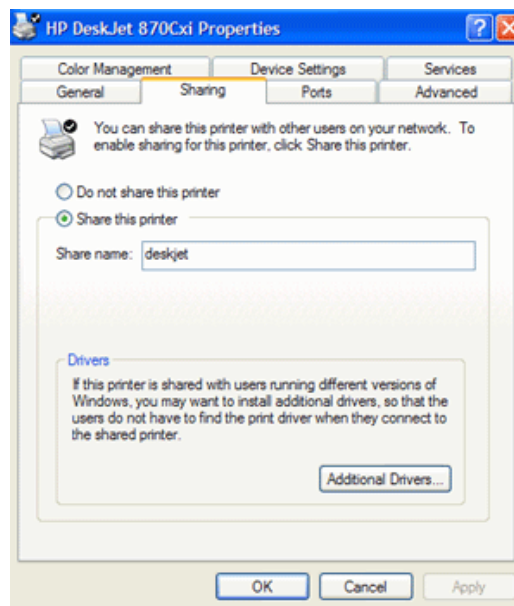 HP DeskJet 870Cxi Properties
Color Management Device Settings Services
General Sharing Ports Advanced
You can share this printer with other users on your network. To
enable sharing for this printer, click Share this printer.
Do not share this printer
Share this printer
Share name: deskjet
Drivers
If this printer is shared with users running different versions of
Windows, you may want to install additional drivers, so that the
users do not have to find the print driver when they connect to
the shared printer.
Additional Drivers...
OK Cancel Apply